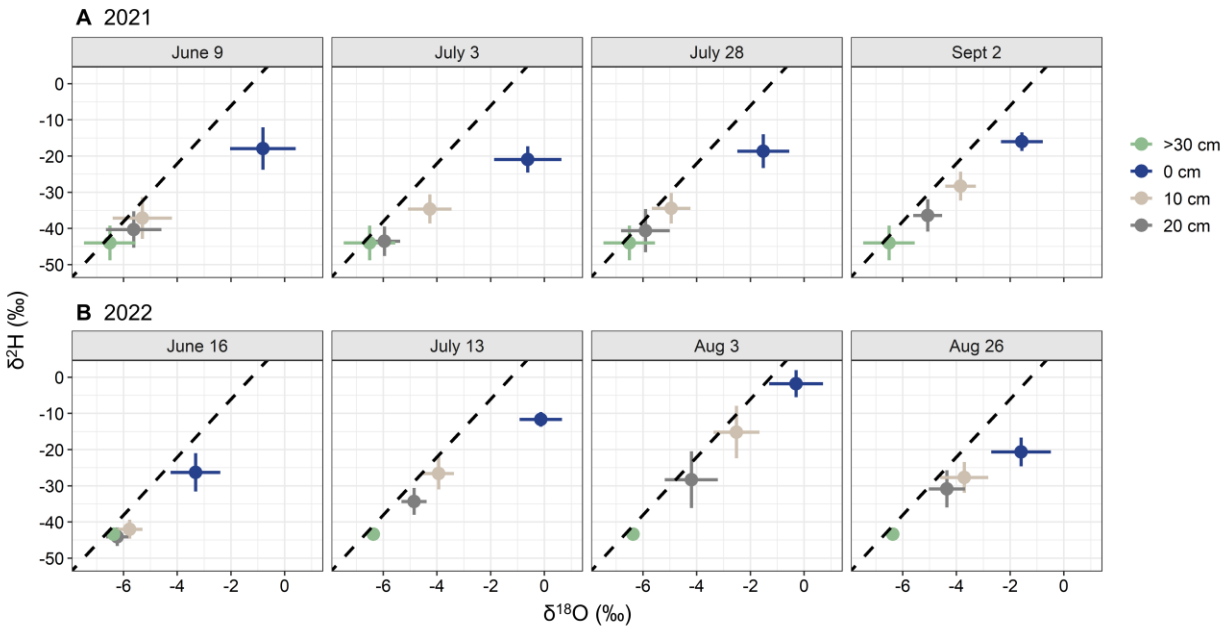 A 2021
June 9 July 3 July 28 Sept 2
0
-10
-20
-30
-40
-50
>30 cm
0 cm
10 cm
20 cm
δ²H (‰)
B 2022
June 16 July 13 Aug 3 Aug 26
0
-10
-20
-30
-40
-50
-6 -4 -2 0 -6 -4 -2 0 -6 -4 -2 0 -6 -4 -2 0
δ¹⁸O (‰)